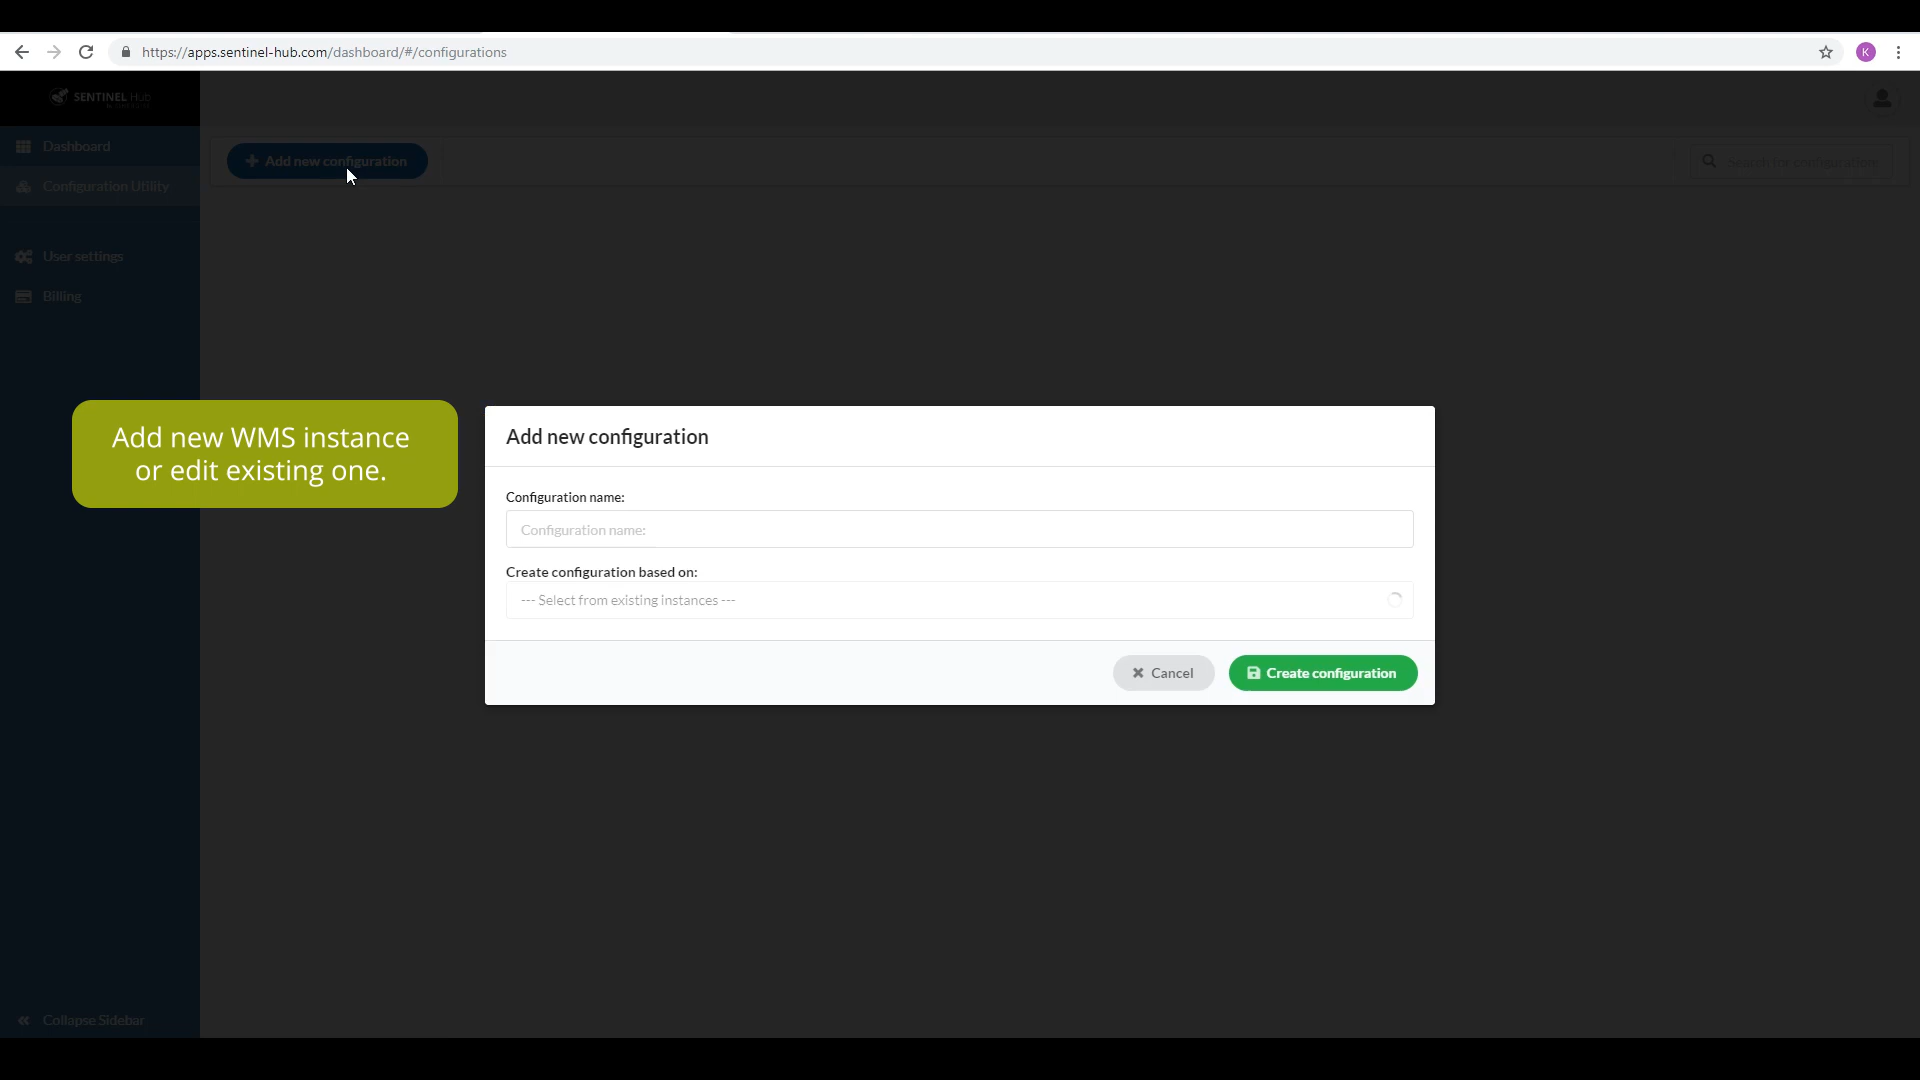 https://apps.sentinel-hub.com/dashboard/#/configurations
K
SENTINEL Hub
Dashboard
Add new configuration
Search for configuration
Configuration Utility
User settings
Billing
Add new WMS instance
or edit existing one.
Add new configuration
Configuration name:
Configuration name:
Create configuration based on:
--- Select from existing instances ---
Cancel
Create configuration
Collapse Sidebar